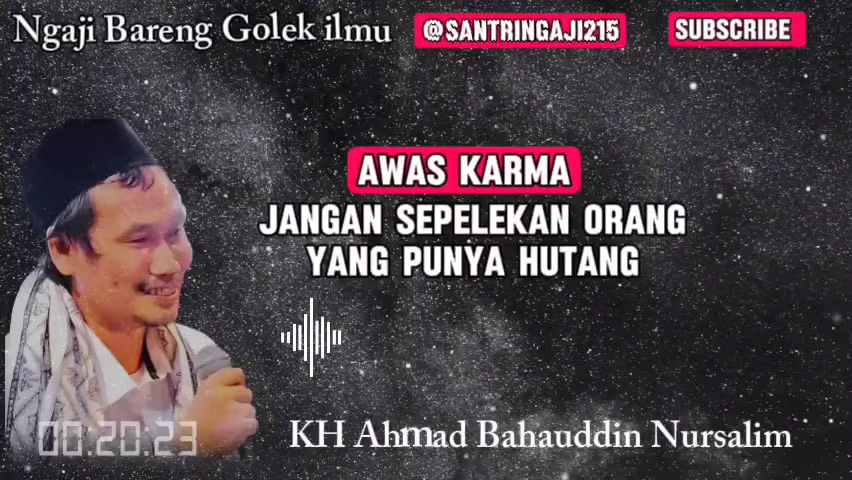 Ngaji Bareng Golek ilmu
@SANTRINGAJI215
SUBSCRIBE
AWAS KARMA
JANGAN SEPELEKAN ORANG
YANG PUNYA HUTANG
00:20:23
KH Ahmad Bahauddin Nursalim